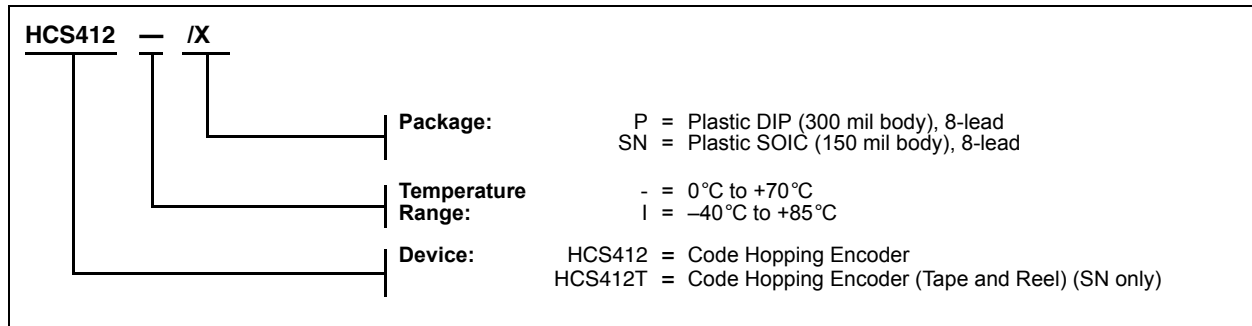 HCS412 — /X
Package: P = Plastic DIP (300 mil body), 8-lead
SN = Plastic SOIC (150 mil body), 8-lead
Temperature - = 0°C to +70°C
Range: I = –40°C to +85°C
Device: HCS412 = Code Hopping Encoder
HCS412T = Code Hopping Encoder (Tape and Reel) (SN only)